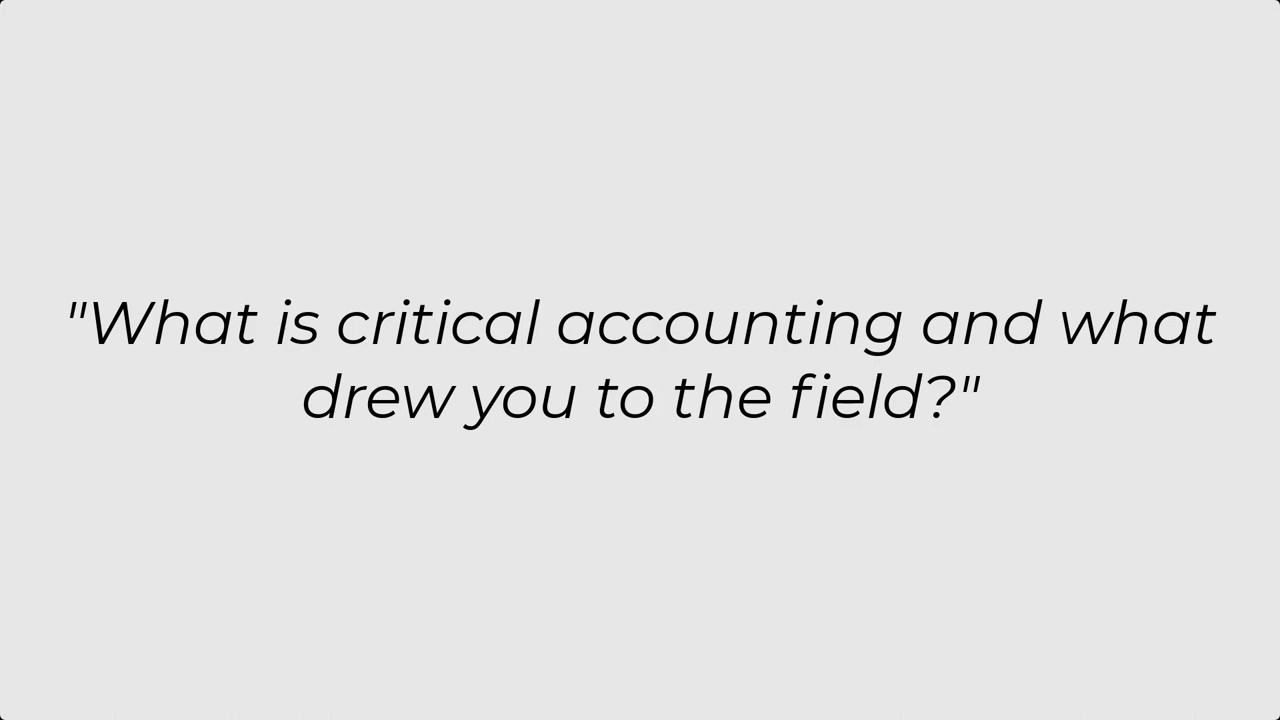 "What is critical accounting and what
drew you to the field?"